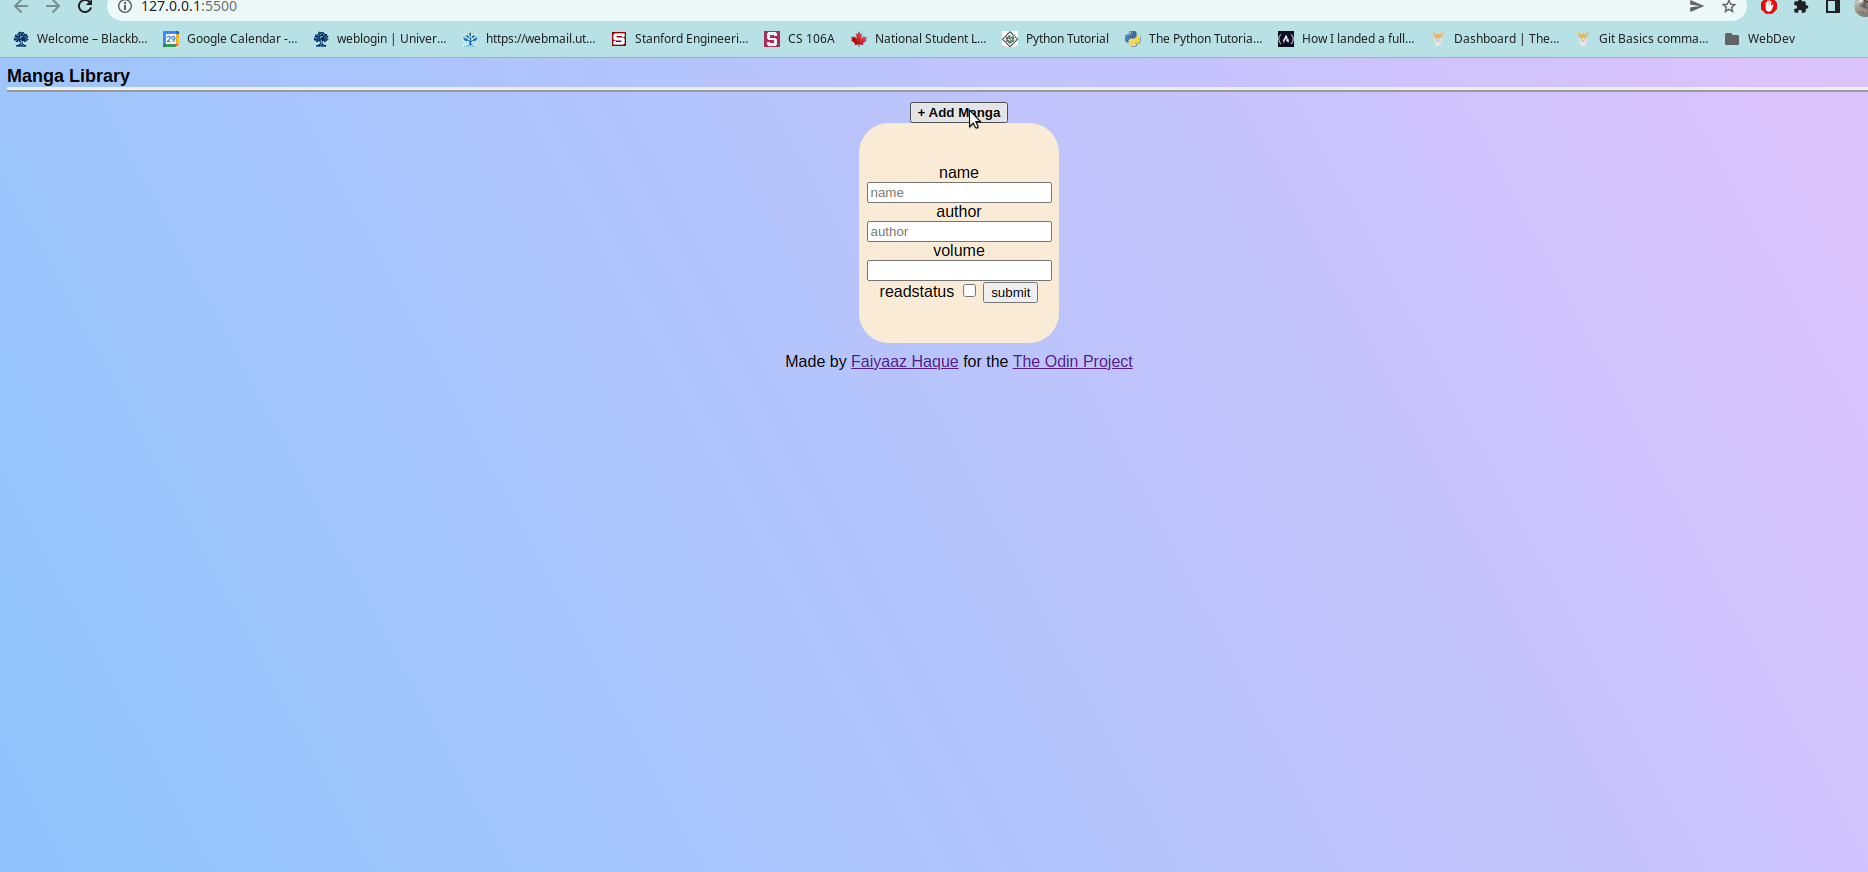 127.0.0.1:5500
Welcome – Blackb... 29 Google Calendar -... weblogin | Univer... https://webmail.ut... S Stanford Engineeri... S CS 106A National Student L... Python Tutorial The Python Tutoria... How I landed a full... Dashboard | The... Git Basics comma... WebDev
Manga Library
+ Add Manga
name
name
author
author
volume
readstatus submit
Made by Faiyaaz Haque for the The Odin Project